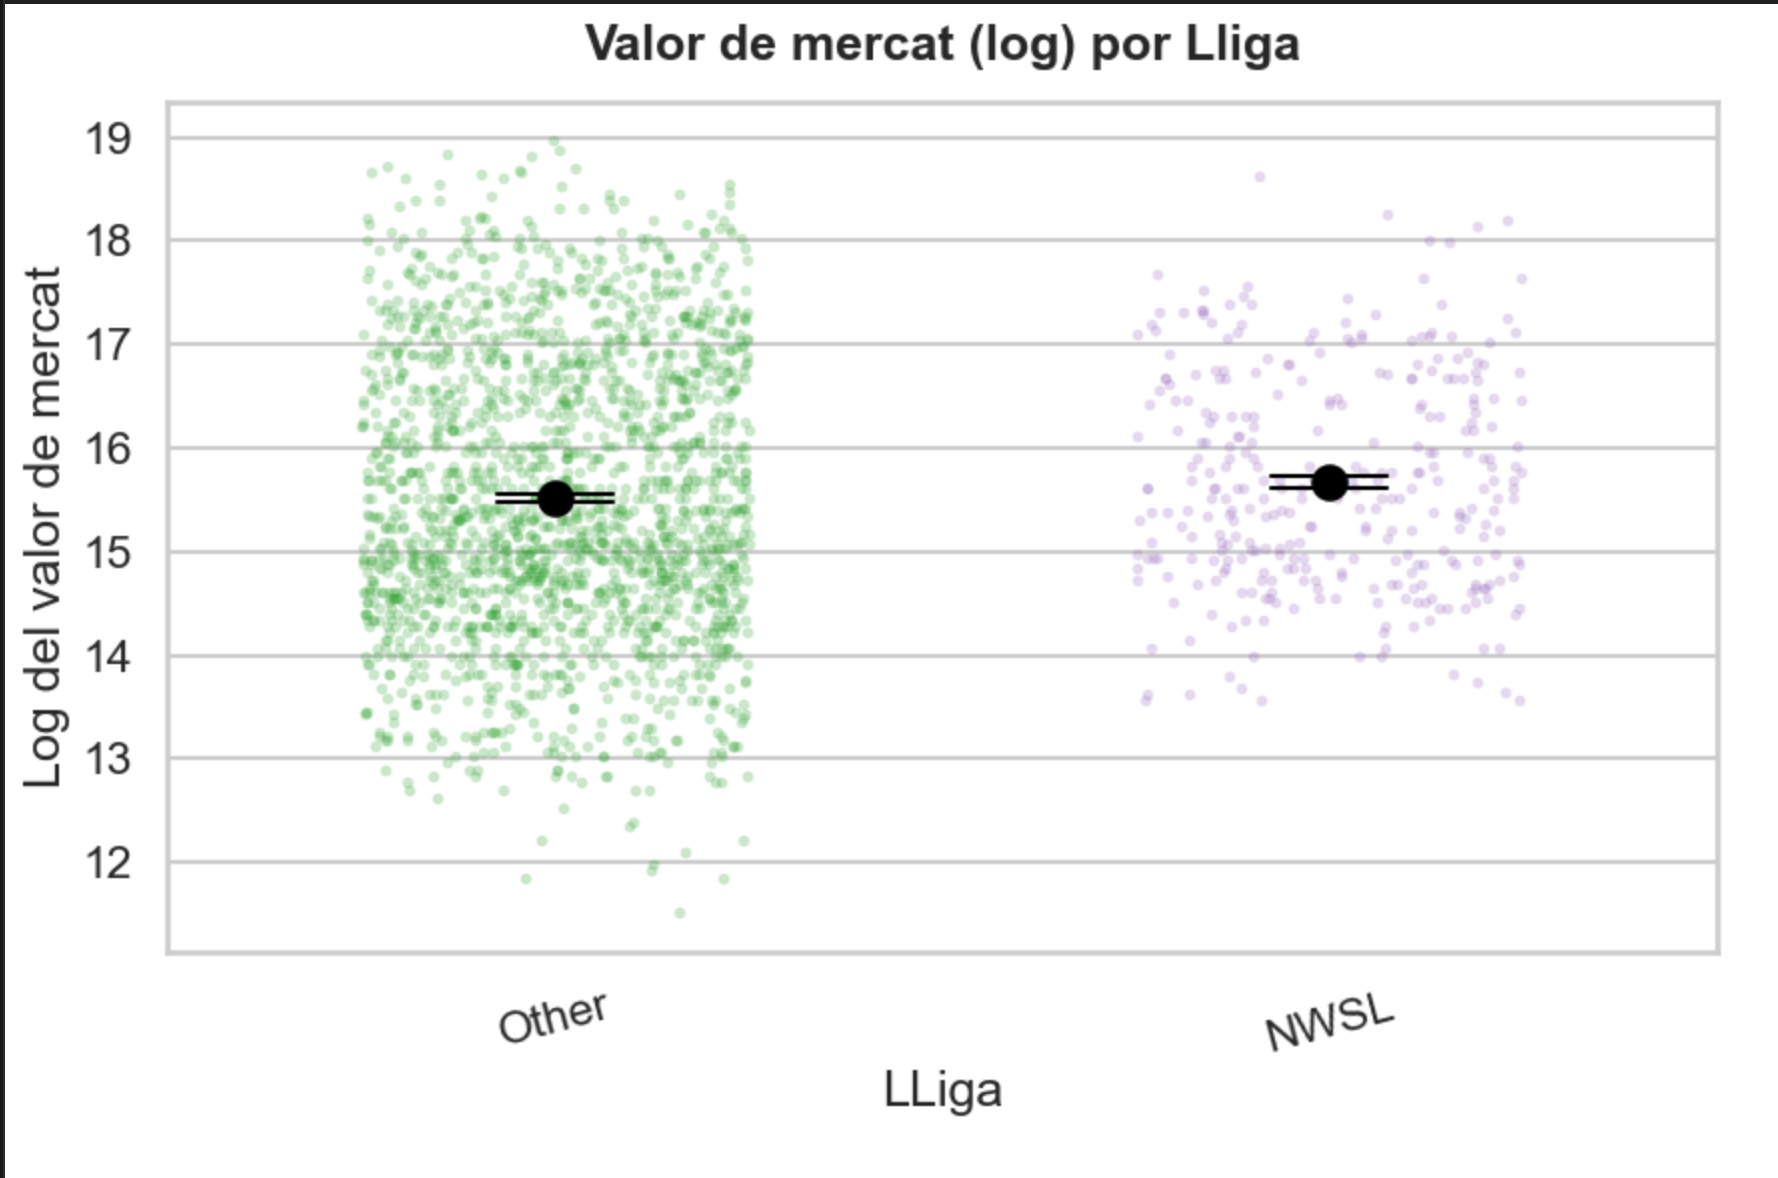 Valor de mercat (log) por Lliga
Log del valor de mercat
19
18
17
16
15
14
13
12
Other
NWSL
LLiga